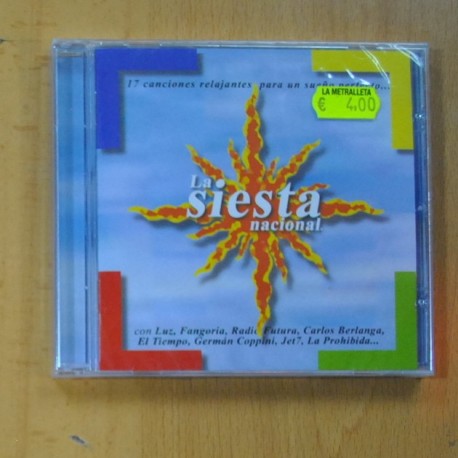 17 canciones relajantes para un sueño perfecto...
LA METRALLETA
€ 4,00
La
siesta
nacional
con Luz, Fangoria, Radio Futura, Carlos Berlanga,
El Tiempo, Germán Coppini, Jet7, La Prohibida...